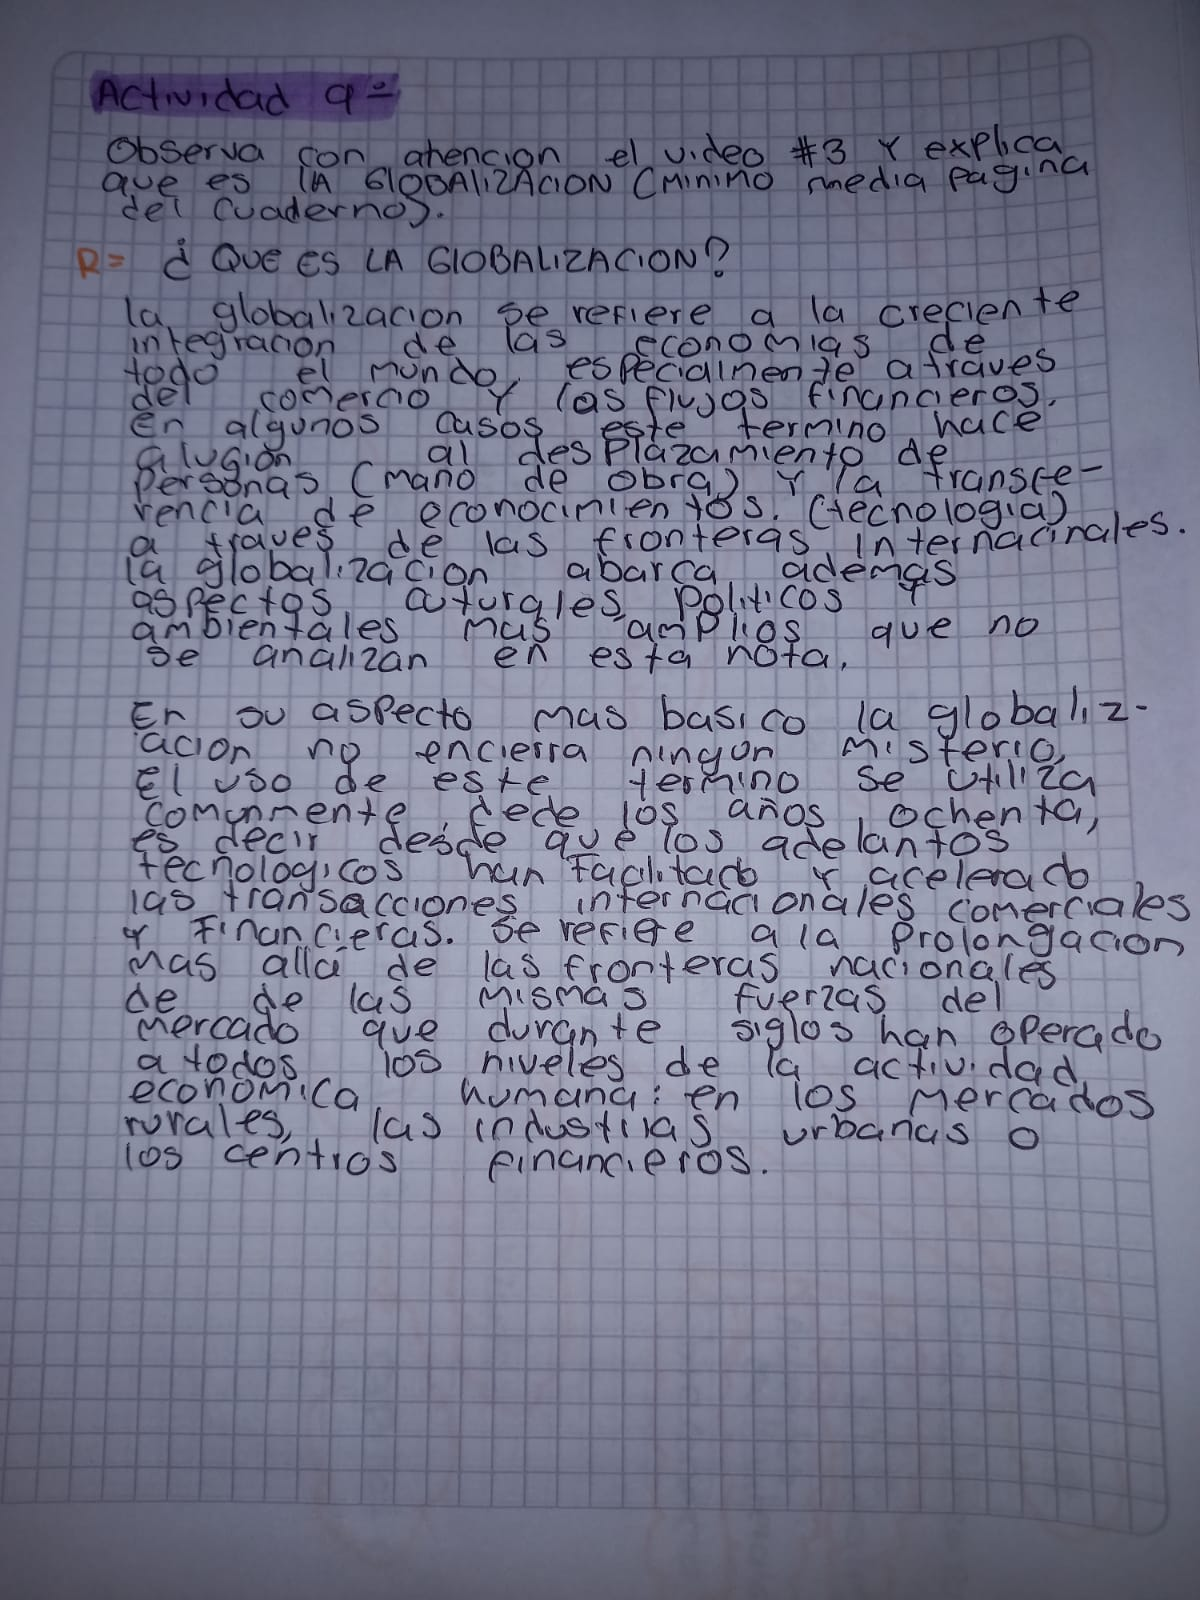 Actividad 9=
Observa con atencion el video #3 Y explica
que es lA GlOBAlIZACION (MINIMO media pagina
del cuaderno).
R= ¿ QUE ES LA GlOBALIZACION?
la globalizacion se refiere a la creciente
integracion de las economias de
todo el mundo, especialmente atraves
del comercio Y las flujos financieros.
En algunos casos este termino hace
alusion al desplazamiento de
personas (mano de obra) Y la transfe-
rencia de econocimientos. (tecnologia)
a traves de las fronteras internacinales.
la globalizacion abarca ademas
aspectos cuturales, politicos Y
ambientales mas amplios que no
se analizan en esta nota.
En su aspecto mas basico la globaliz-
acion no encierra ningun misterio,
El uso de este termino se utiliza
comunmente, dede los años ochenta,
es decir desde que los adelantos
tecnologicos han facilitado Y acelerado
las transacciones internacionales comerciales
Y Financieras. Se refiere a la prolongacion
mas alla de las fronteras nacionales
de de las mismas fuerzas del
mercado que durante siglos han operado
a todos los niveles de la actividad
economica humana: en los mercados
rurales, las industrias urbanas o
los centros financieros.